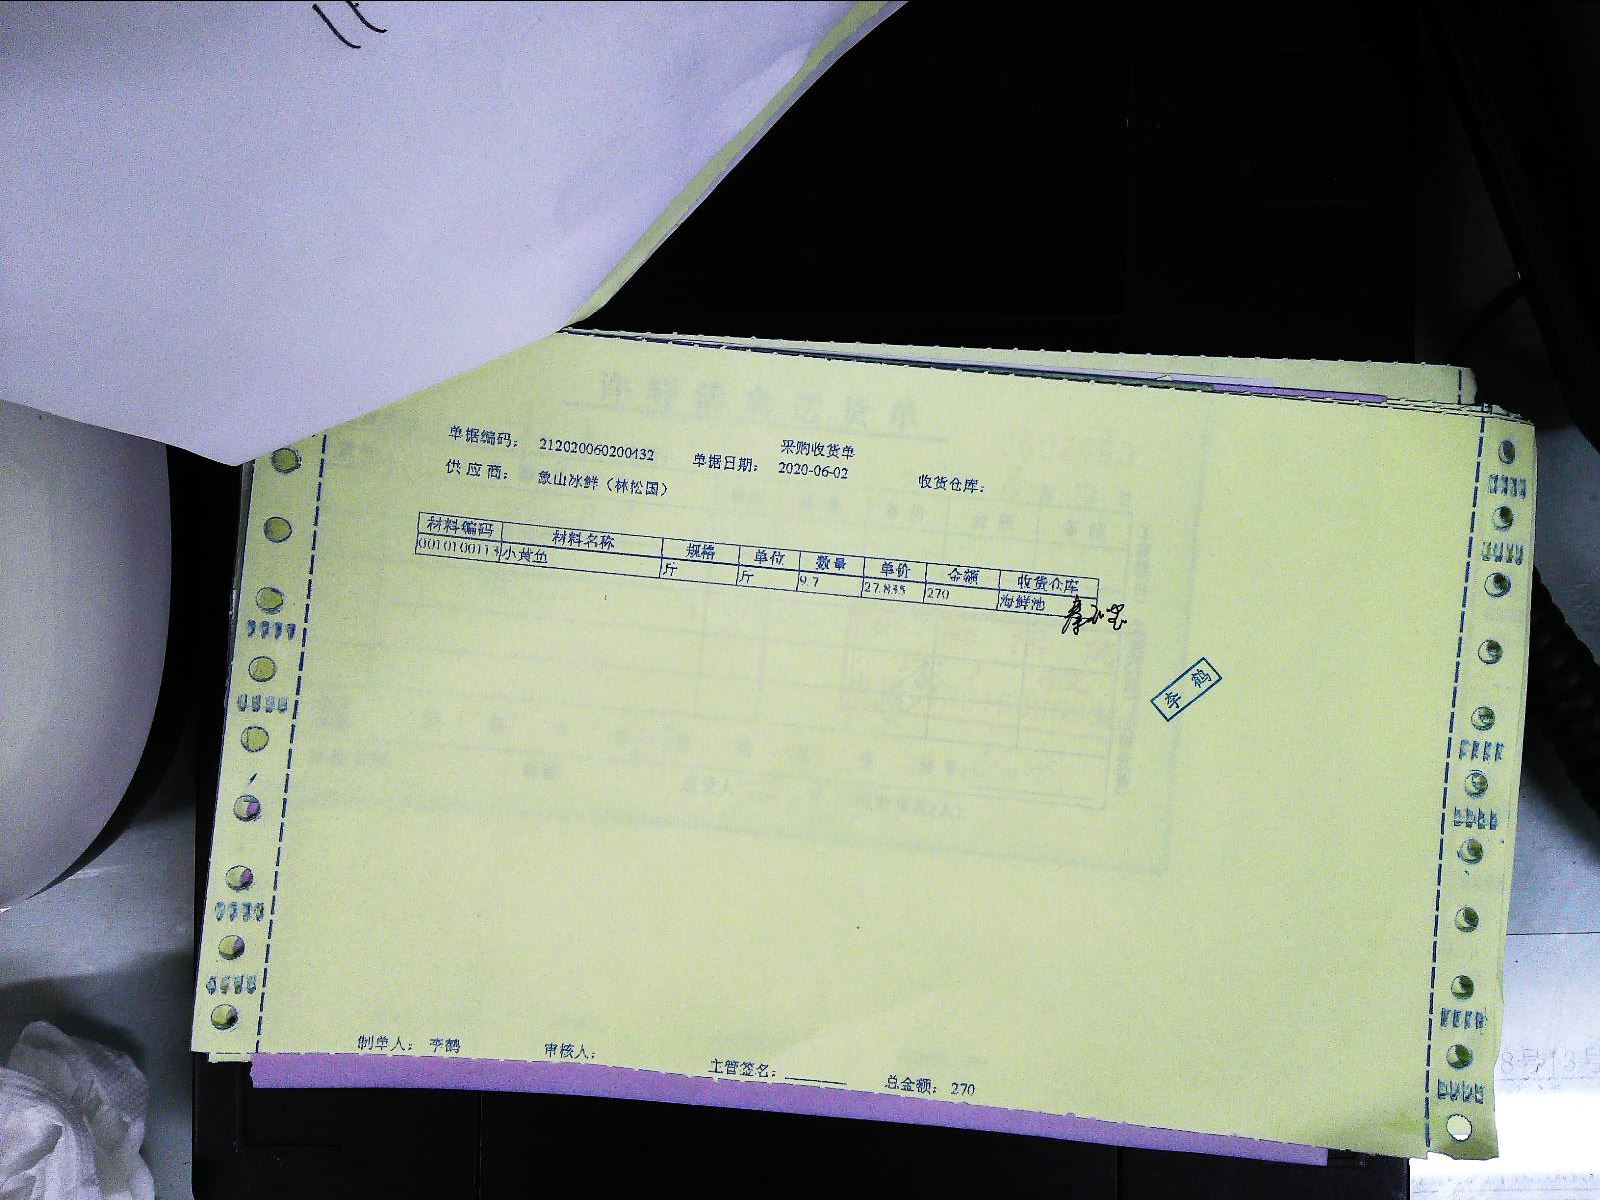 采购收货单
单据编码： 212020060200432 单据日期： 2020-06-02 收货仓库：
供应商： 象山冰鲜（林松国）
材料编码 材料名称 规格 单位 数量 单价 金额 收货仓库
0010100113 小黄鱼 斤 斤 9.7 27.835 270 海鲜池
李鹤
制单人： 李鹤 审核人： 主管签名： 总金额： 270